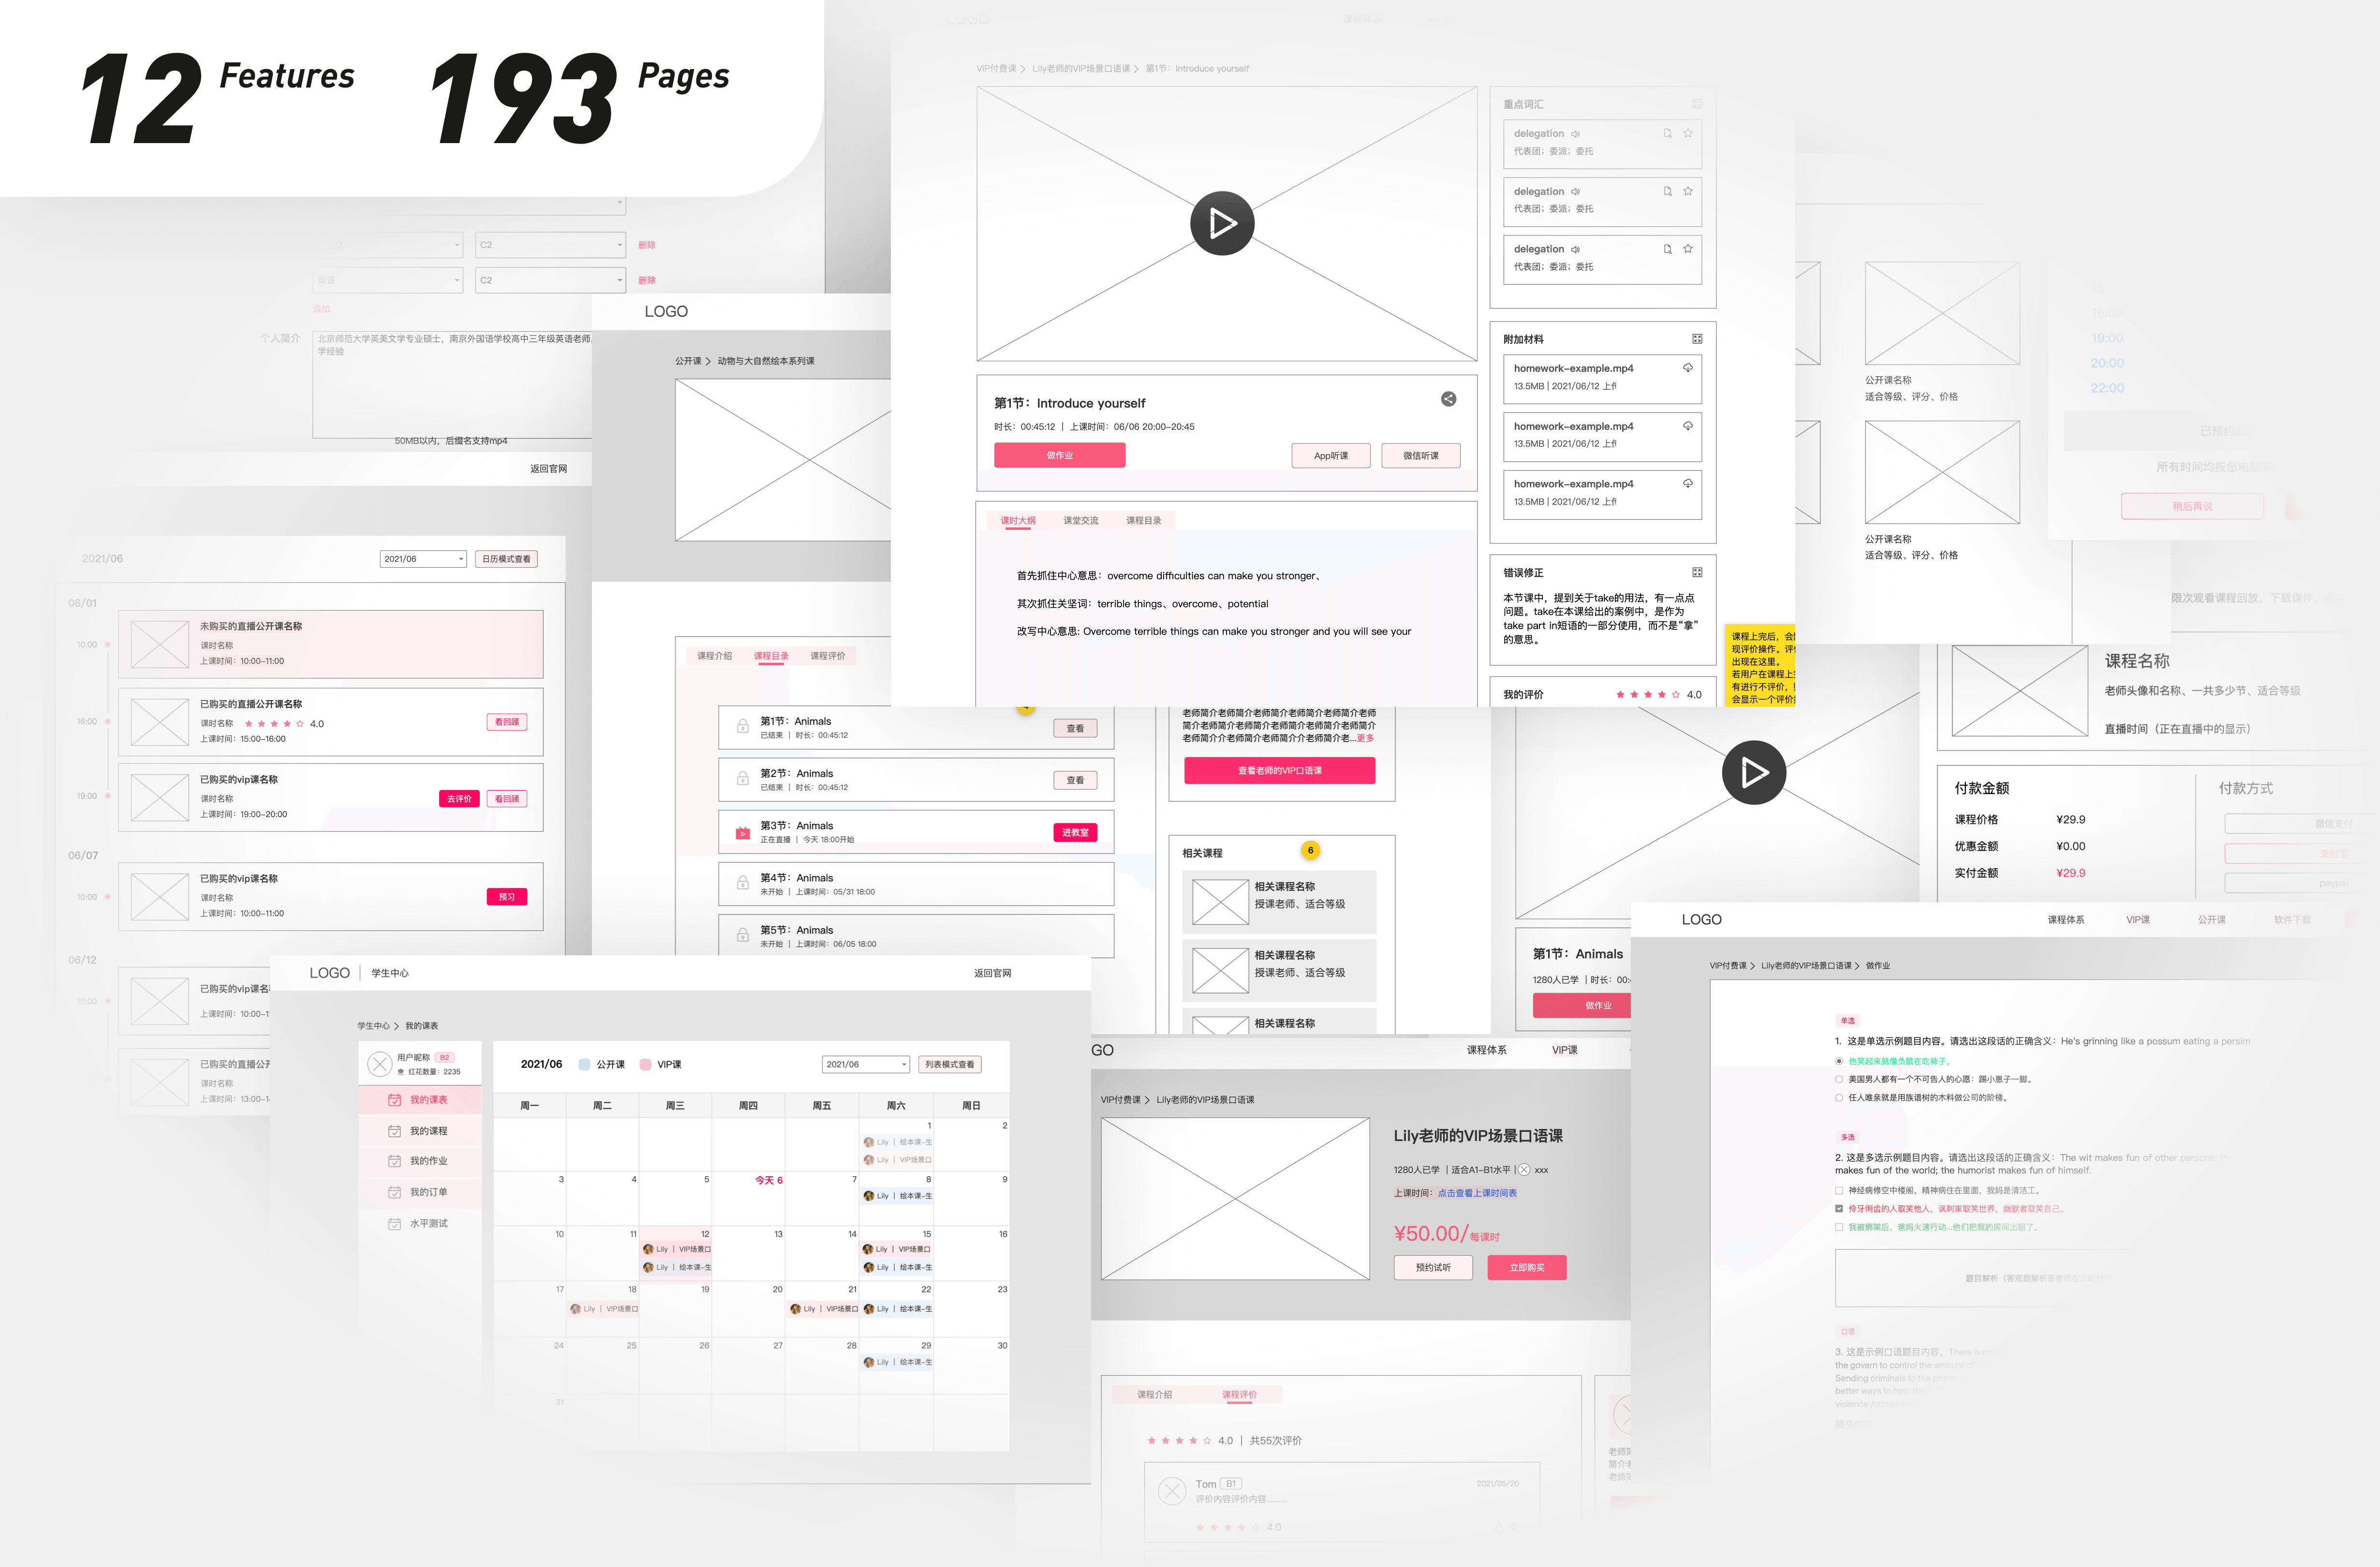 12 Features 193 Pages
LOGO
课程体系
VIP付费课 > Lily老师的VIP场景口语课 > 第1节：Introduce yourself
重点词汇
delegation
代表团；委派；委托
delegation
代表团；委派；委托
delegation
代表团；委派；委托
附加材料
homework-example.mp4
13.5MB | 2021/06/12 上
homework-example.mp4
13.5MB | 2021/06/12 上
homework-example.mp4
13.5MB | 2021/06/12 上
错误修正
本节课中，提到关于take的用法，有一点点
问题。take在本课给出的案例中，是作为
take part in短语的一部分使用，而不是“拿”
的意思。
我的评价 4.0
课程上完后，会
现评价操作。评
出现在这里。
若用户在课程上
有进行不评价，
会显示一个评价
第1节：Introduce yourself
时长：00:45:12 | 上课时间：06/06 20:00-20:45
做作业
App听课
微信听课
课时大纲 课堂交流 课程目录
首先抓住中心意思：overcome difficulties can make you stronger、
其次抓关坚词：terrible things、overcome、potential
改写中心意思: Overcome terrible things can make you stronger and you will see your
C2 删除
英语 C2 删除
添加
个人简介
北京师范大学英美文学专业硕士，南京外国语学校高中三年级英语老师
学经验
50MB以内，后缀名支持mp4
返回官网
2021/06
2021/06
日历模式查看
06/01
10:00
未购买的直播公开课名称
课时名称
上课时间：10:00-11:00
16:00
已购买的直播公开课名称
课时名称 4.0
上课时间：15:00-16:00
看回顾
19:00
已购买的vip课名称
课时名称
上课时间：19:00-20:00
去评价
看回顾
06/07
10:00
已购买的vip课名称
课时名称
上课时间：10:00-11:00
预习
06/12
10:00
已购买的vip课名
上课时间：10:00-1
已购买的直播公开
课时名称
上课时间：13:00-1
LOGO
公开课 > 动物与大自然绘本系列课
课程介绍 课程目录 课程评价
第1节：Animals
已结束 | 时长：00:45:12
查看
第2节：Animals
已结束 | 时长：00:45:12
查看
第3节：Animals
正在直播 | 今天 18:00开始
进教室
第4节：Animals
未开始 | 上课时间：05/31 18:00
第5节：Animals
未开始 | 上课时间：06/05 18:00
老师简介老师简介老师简介老师简介老师简介老师
简介老师简介老师简介老师简介老师简介老师简介
老师简介介老师简介老师简介介老师简介老...更多
查看老师的VIP口语课
相关课程
6
相关课程名称
授课老师、适合等级
相关课程名称
授课老师、适合等级
相关课程名称
公开课名称
适合等级、评分、价格
公开课名称
适合等级、评分、价格
19:00
20:00
22:00
已预约
所有时间均按您电脑
稍后再说
限次观看课程回放，下载课件
课程名称
老师头像和名称、一共多少节、适合等级
直播时间（正在直播中的显示）
付款金额
课程价格 ¥29.9
优惠金额 ¥0.00
实付金额 ¥29.9
付款方式
微信支付
支付宝
paypal
第1节：Animals
1280人已学 | 时长：00:
做作业
LOGO | 学生中心
返回官网
学生中心 > 我的课表
用户昵称 B2
红花数量：2235
我的课表
我的课程
我的作业
我的订单
水平测试
2021/06 公开课 VIP课
2021/06
列表模式查看
周一 周二 周三 周四 周五 周六 周日
1 2
Lily | 绘本课-生
Lily | VIP场景口
3 4 5 今天 6 7 8 9
Lily | 绘本课-生
10 11 12 13 14 15 16
Lily | VIP场景口 Lily | VIP场景口
Lily | 绘本课-生 Lily | 绘本课-生
17 18 19 20 21 22 23
Lily | VIP场景口 Lily | VIP场景口 Lily | 绘本课-生
24 25 26 27 28 29 30
Lily | 绘本课-生
31
GO
课程体系 VIP课
VIP付费课 > Lily老师的VIP场景口语课
Lily老师的VIP场景口语课
1280人已学 | 适合A1-B1水平 | xxx
上课时间：点击查看上课时间表
¥50.00/每课时
预约试听
立即购买
课程介绍 课程评价
4.0 | 共55次评价
Tom B1 2021/05/20
评价内容评价内容........
4.0
老师简
简介老
老师简
LOGO
课程体系 VIP课 公开课 软件下载
VIP付费课 > Lily老师的VIP场景口语课 > 做作业
单选
1. 这是单选示例题目内容。请选出这段话的正确含义：He's grinning like a possum eating a persim
他笑起来就像负鼠在吃柿子。
美国男人都有一个不可告人的心愿：踢小崽子一脚。
任人唯亲就是用族谱树的木料做公司的阶梯。
多选
2. 这是多选示例题目内容。请选出这段话的正确含义：The wit makes fun of other persons
makes fun of the world; the humorist makes fun of himself.
神经病修空中楼阁，精神病住在里面，我妈是清洁工。
伶牙俐齿的人取笑他人，讽刺家取笑世界，幽默者取笑自己。
我被绑架后，爸妈火速行动...他们把我的房间出租了。
题目解析（客观题解析是老师在
口语
3. 这是示例口语题目内容。There is
the govern to control the amount
Sending criminals to the
better ways to help
violence